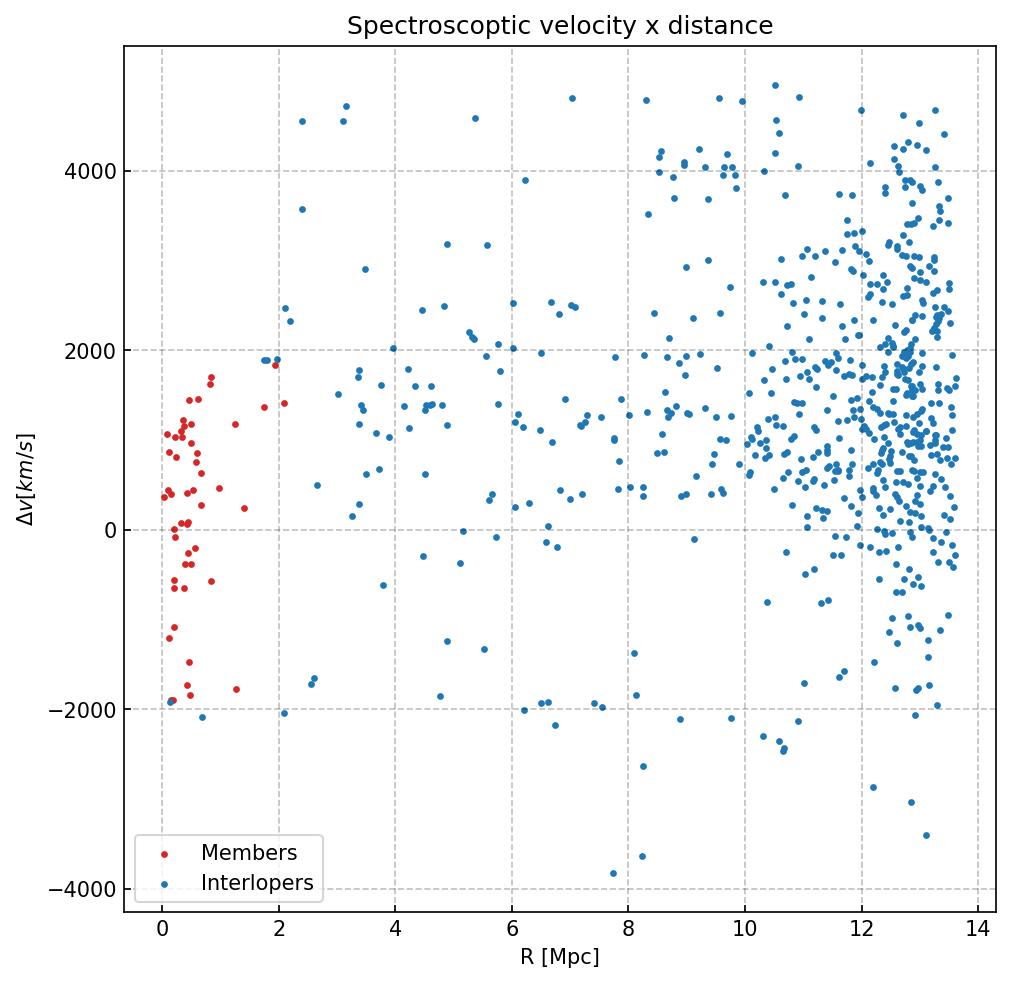 Spectroscoptic velocity x distance
4000
2000
0
−2000
−4000
Δv[km/s]
Members
Interlopers
0 2 4 6 8 10 12 14
R [Mpc]